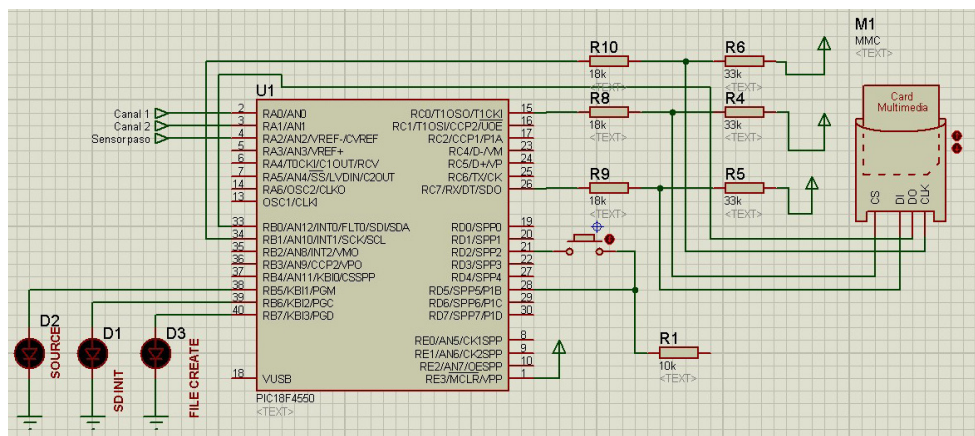 M1
MMC
<TEXT>
Card
Multimedia
CS
DI
DO
CLK
R10
18k
<TEXT>
R6
33k
<TEXT>
R8
18k
<TEXT>
R4
33k
<TEXT>
R9
18k
<TEXT>
R5
33k
<TEXT>
U1
Canal 1
Canal 2
Sensorpaso
2 RA0/AN0
3 RA1/AN1
4 RA2/AN2/VREF-/CVREF
5 RA3/AN3/VREF+
6 RA4/T0CKI/C1OUT/RCV
7 RA5/AN4/SS/LVDIN/C2OUT
14 RA6/OSC2/CLKO
13 OSC1/CLKI
33 RB0/AN12/INT0/FLT0/SDI/SDA
34 RB1/AN10/INT1/SCK/SCL
35 RB2/AN8/INT2/VMO
36 RB3/AN9/CCP2/VPO
37 RB4/AN11/KBI0/CSSPP
38 RB5/KBI1/PGM
39 RB6/KBI2/PGC
40 RB7/KBI3/PGD
18 VUSB
RC0/T1OSO/T1CKI 15
RC1/T1OSI/CCP2/UOE 16
RC2/CCP1/P1A 17
RC4/D-/VM 23
RC5/D+/VP 24
RC6/TX/CK 25
RC7/RX/DT/SDO 26
RD0/SPP0 19
RD1/SPP1 20
RD2/SPP2 21
RD3/SPP3 22
RD4/SPP4 27
RD5/SPP5/P1B 28
RD6/SPP6/P1C 29
RD7/SPP7/P1D 30
RE0/AN5/CK1SPP 8
RE1/AN6/CK2SPP 9
RE2/AN7/OESPP 10
RE3/MCLR/VPP 1
PIC18F4550
<TEXT>
D2
SOURCE
D1
SD INIT
D3
FILE CREATE
R1
10k
<TEXT>